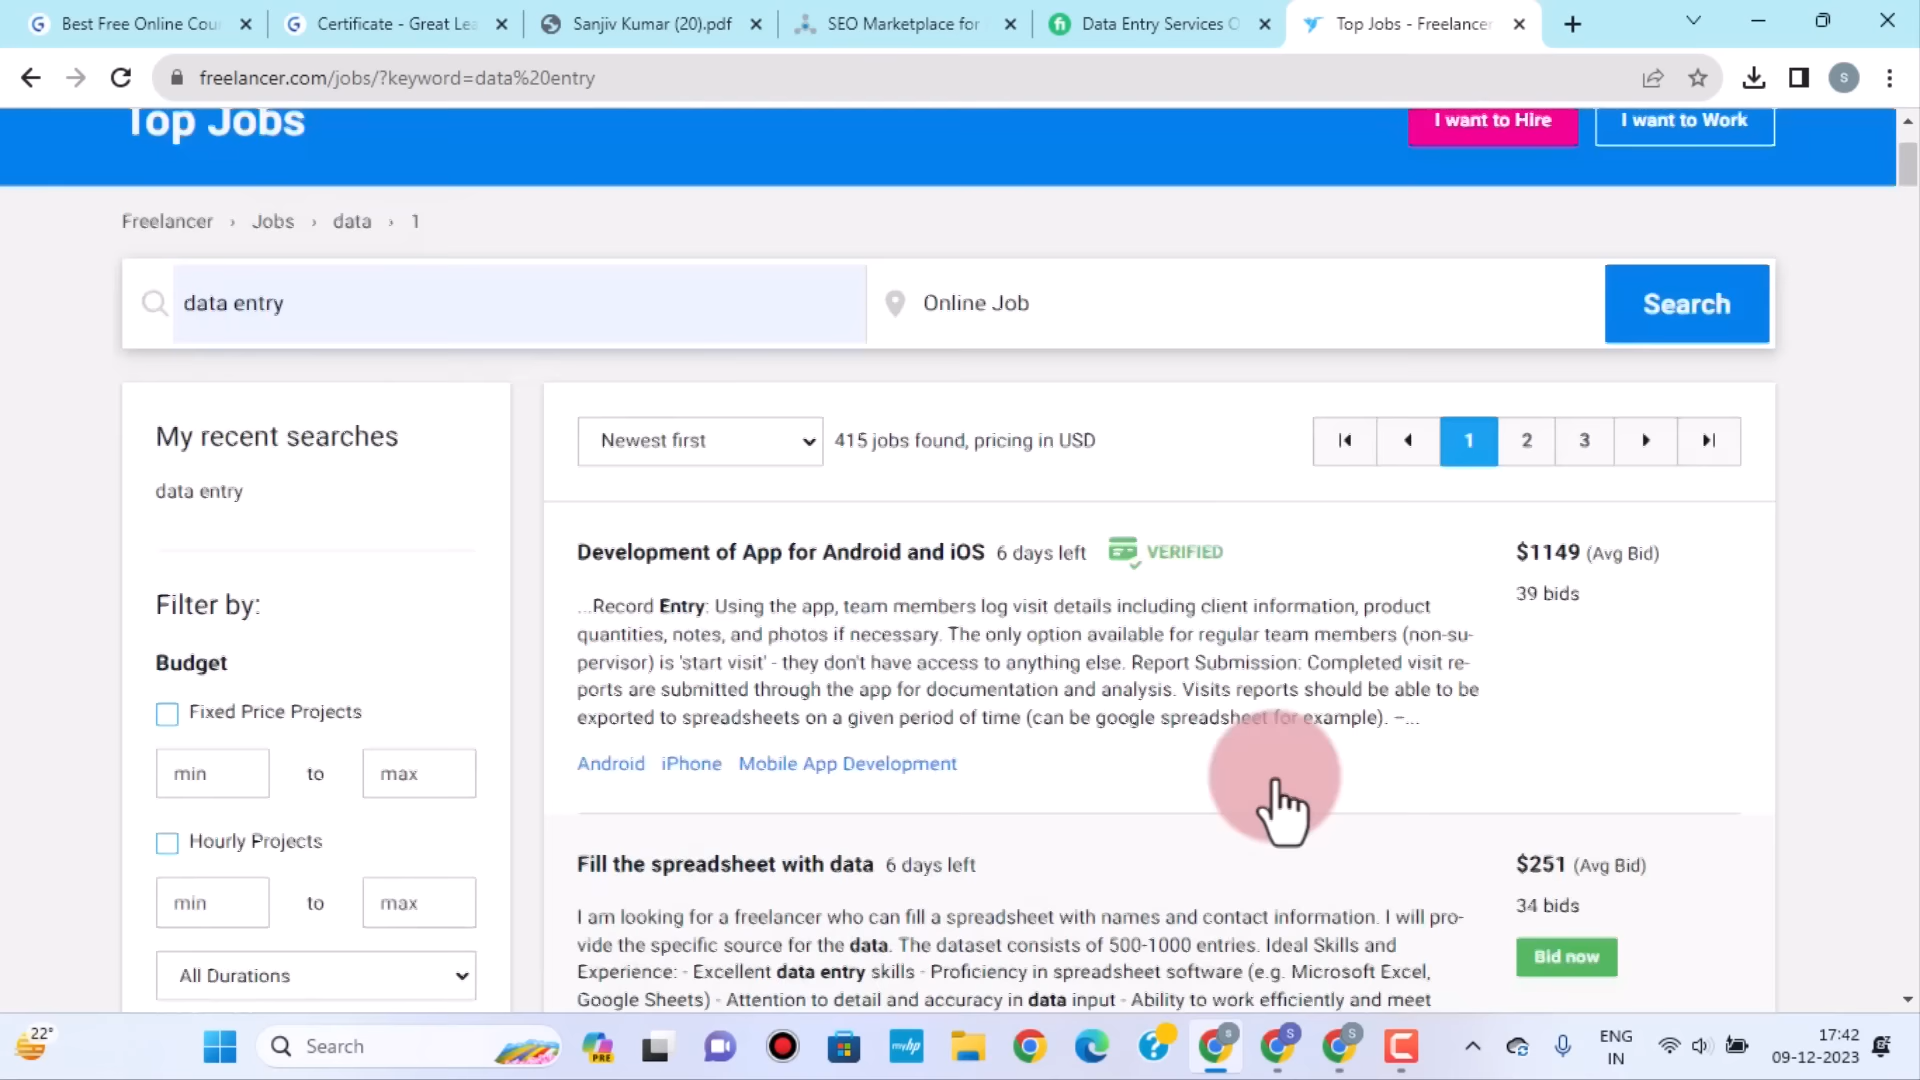 Best Free Online Cou
Certificate - Great Lea
Sanjiv Kumar (20).pdf
SEO Marketplace for
Data Entry Services O
Top Jobs - Freelancer
freelancer.com/jobs/?keyword=data%20entry
S
Top Jobs
I want to Hire
I want to Work
Freelancer › Jobs › data › 1
data entry
Online Job
Search
My recent searches
data entry
Filter by:
Budget
Fixed Price Projects
min to max
Hourly Projects
min to max
All Durations
Newest first
415 jobs found, pricing in USD
1 2 3
Development of App for Android and iOS 6 days left VERIFIED
$1149 (Avg Bid)
39 bids
...Record Entry: Using the app, team members log visit details including client information, product
quantities, notes, and photos if necessary. The only option available for regular team members (non-su-
pervisor) is 'start visit' - they don't have access to anything else. Report Submission: Completed visit re-
ports are submitted through the app for documentation and analysis. Visits reports should be able to be
exported to spreadsheets on a given period of time (can be google spreadsheet for example). –...
Android iPhone Mobile App Development
Fill the spreadsheet with data 6 days left
$251 (Avg Bid)
34 bids
Bid now
I am looking for a freelancer who can fill a spreadsheet with names and contact information. I will pro-
vide the specific source for the data. The dataset consists of 500-1000 entries. Ideal Skills and
Experience: - Excellent data entry skills - Proficiency in spreadsheet software (e.g. Microsoft Excel,
Google Sheets) - Attention to detail and accuracy in data input - Ability to work efficiently and meet
22°
Search
PRE
myhp
S
S
S
ENG
IN
17:42
09-12-2023